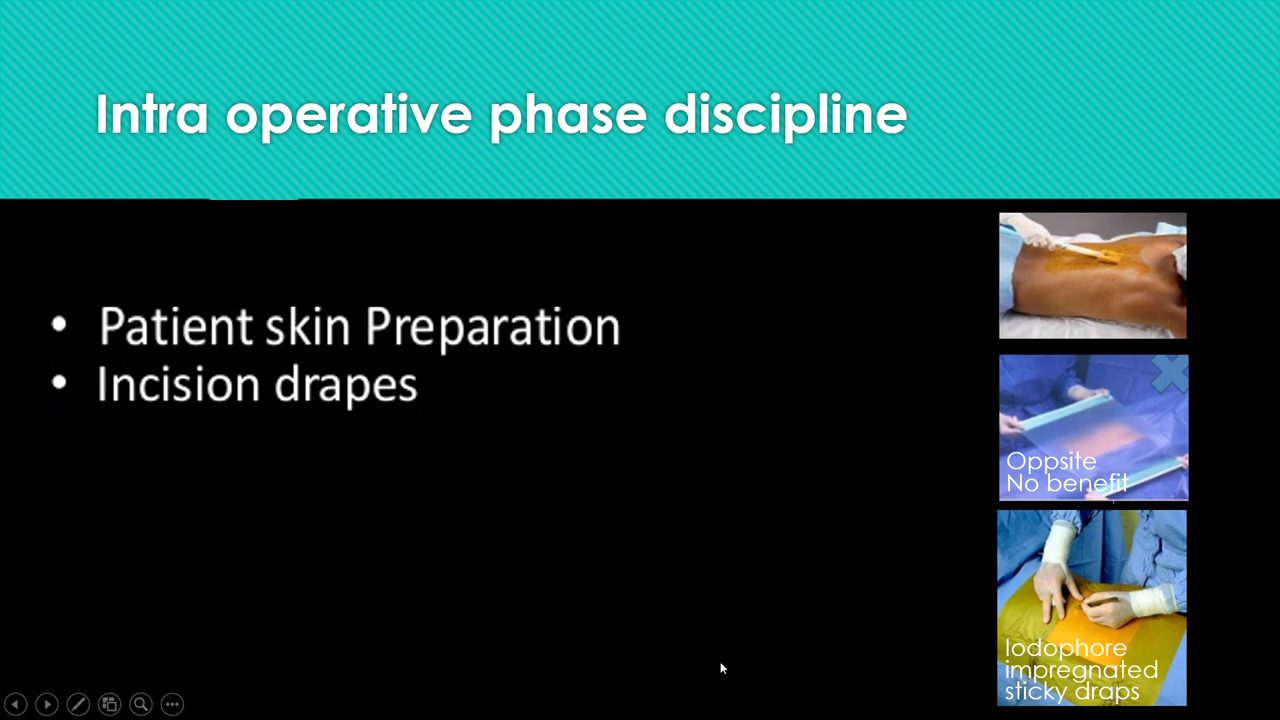 Intra operative phase discipline
• Patient skin Preparation
• Incision drapes
Oppsite
No benefit
Iodophore
impregnated
sticky draps